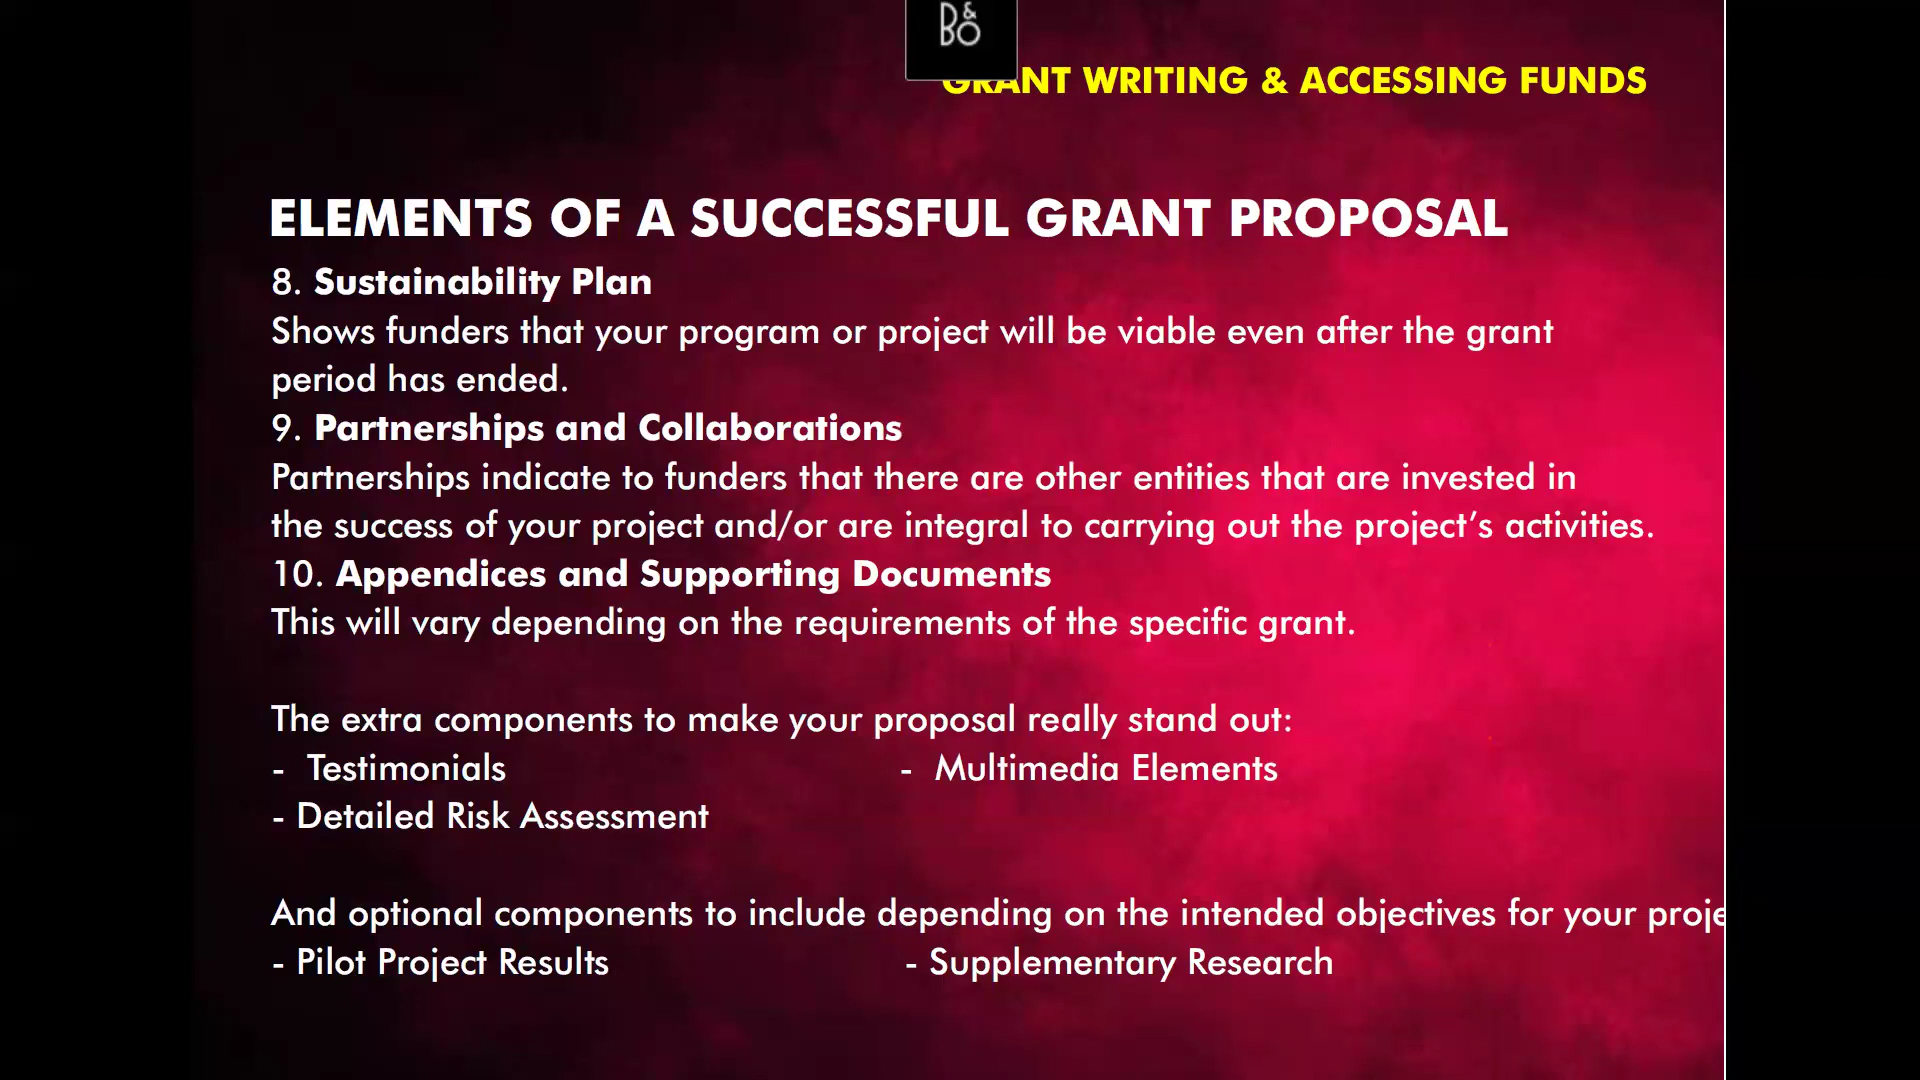 B&O
GRANT WRITING & ACCESSING FUNDS
ELEMENTS OF A SUCCESSFUL GRANT PROPOSAL
8. Sustainability Plan
Shows funders that your program or project will be viable even after the grant
period has ended.
9. Partnerships and Collaborations
Partnerships indicate to funders that there are other entities that are invested in
the success of your project and/or are integral to carrying out the project’s activities.
10. Appendices and Supporting Documents
This will vary depending on the requirements of the specific grant.
The extra components to make your proposal really stand out:
- Testimonials - Multimedia Elements
- Detailed Risk Assessment
And optional components to include depending on the intended objectives for your proje
- Pilot Project Results - Supplementary Research